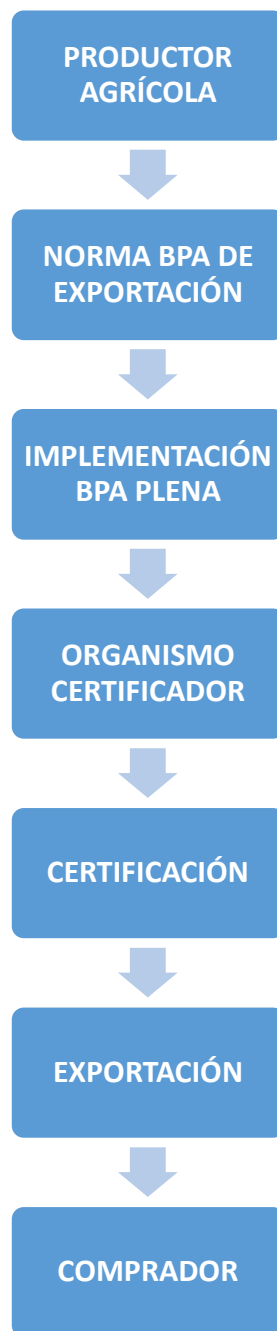 PRODUCTOR
AGRÍCOLA
NORMA BPA DE
EXPORTACIÓN
IMPLEMENTACIÓN
BPA PLENA
ORGANISMO
CERTIFICADOR
CERTIFICACIÓN
EXPORTACIÓN
COMPRADOR